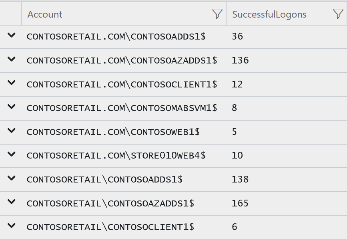 Account SuccessfulLogons
CONTOSORETAIL.COM\CONTOSOADDS1$ 36
CONTOSORETAIL.COM\CONTOSOAZADDS1$ 136
CONTOSORETAIL.COM\CONTOSOCLIENT1$ 12
CONTOSORETAIL.COM\CONTOSOMABSVM1$ 8
CONTOSORETAIL.COM\CONTOSOWEB1$ 5
CONTOSORETAIL.COM\STORE010WEB4$ 10
CONTOSORETAIL\CONTOSOADDS1$ 138
CONTOSORETAIL\CONTOSOAZADDS1$ 165
CONTOSORETAIL\CONTOSOCLIENT1$ 6